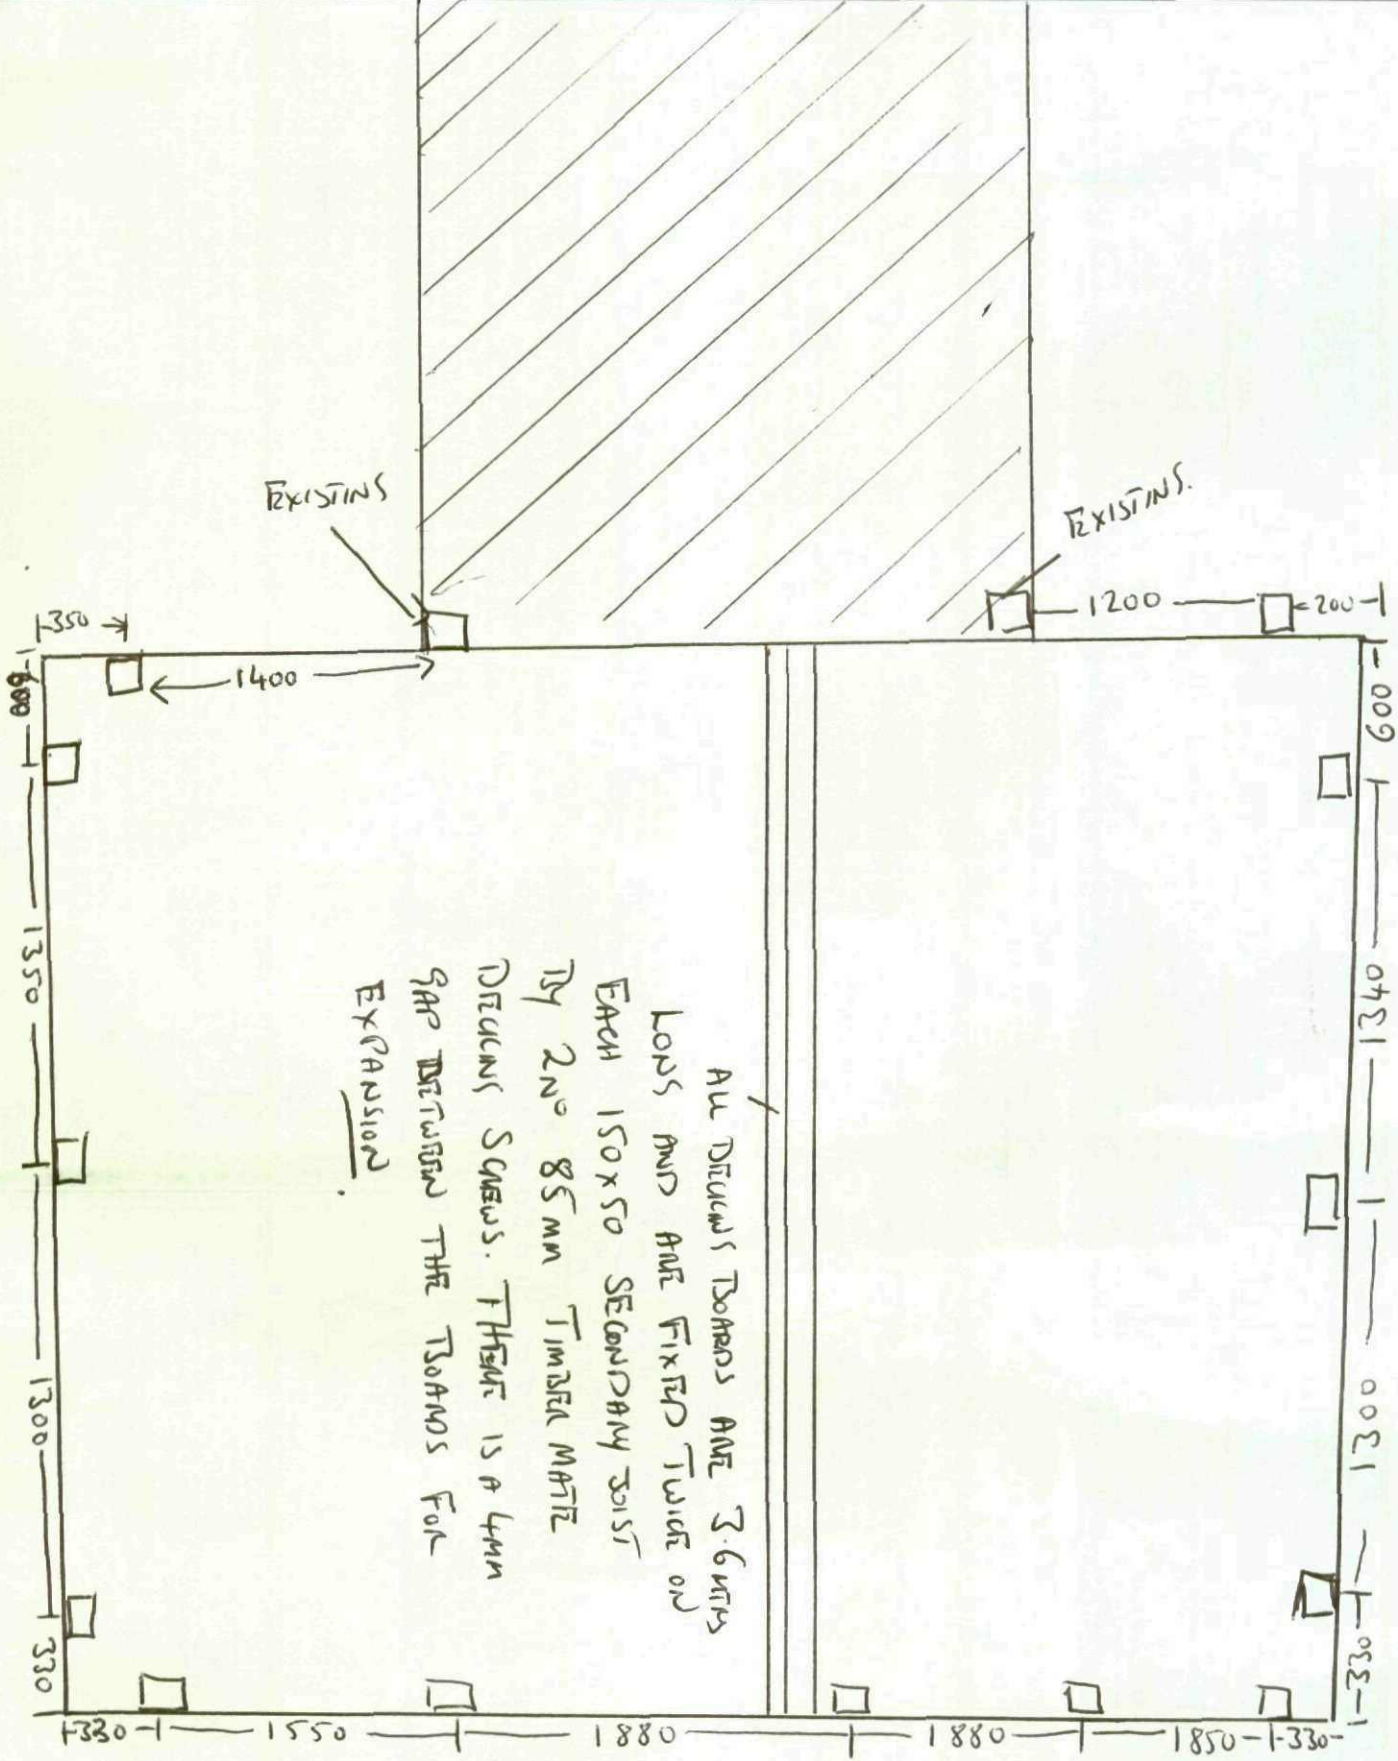 EXISTING
EXISTING.
350
1400
1200
200
600
1350
1300
330
1340
1300
330
ALL DECKING BOARDS ARE 3.6MTRS
LONG AND ARE FIXED TWICE ON
EACH 150x50 SECONDARY JOIST
BY 2No 85MM TIMBER MATE
DECKING SCREWS. THERE IS A 4MM
GAP BETWEEN THE BOARDS FOR
EXPANSION.
330
1550
1880
1880
1850
330